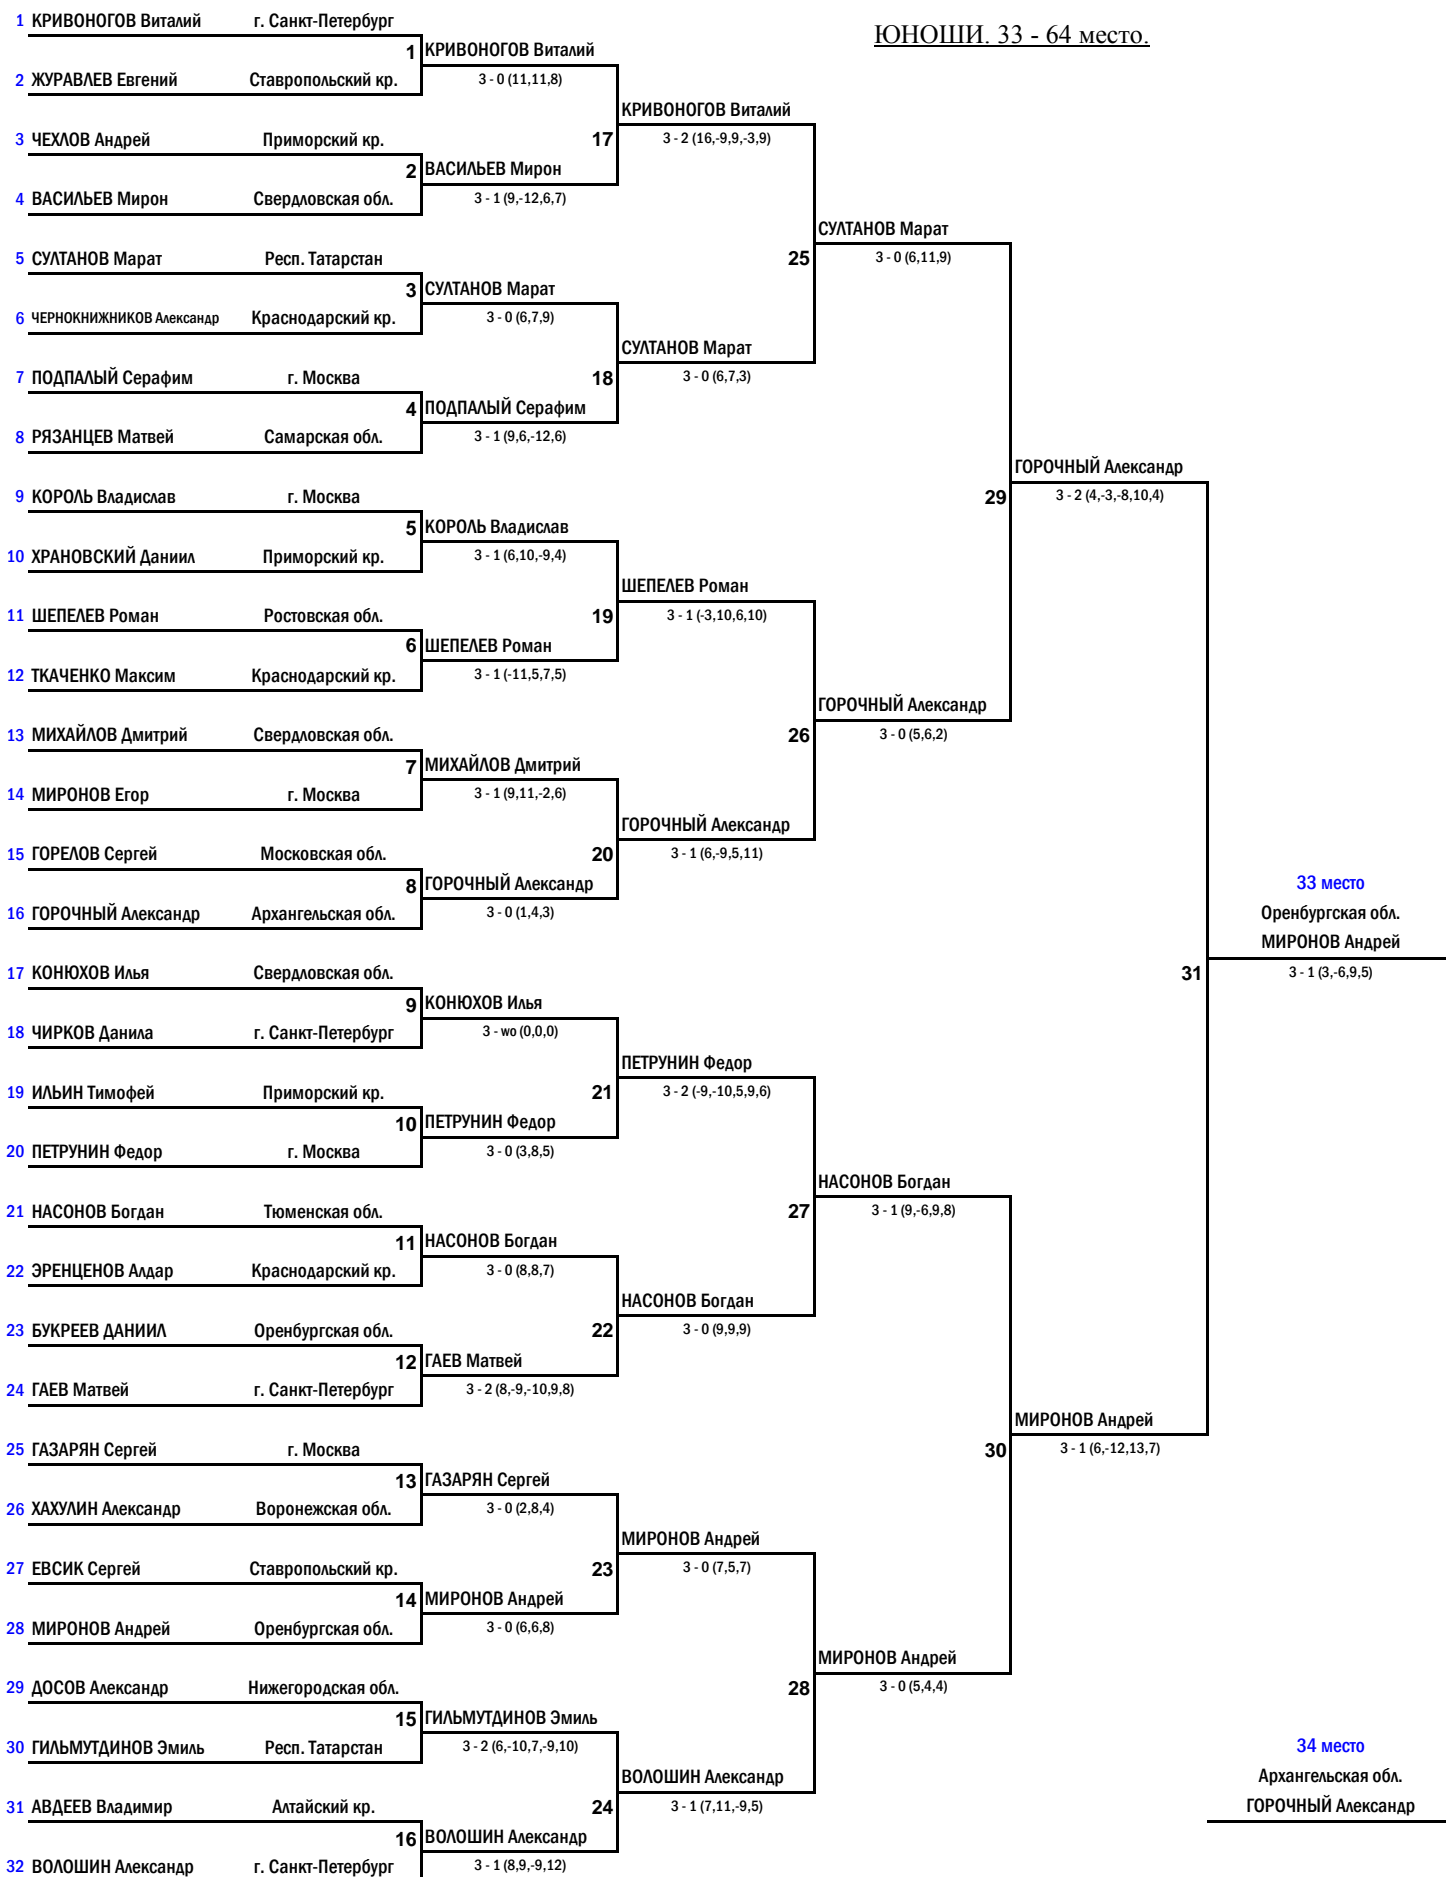 ЮНОШИ. 33 - 64 место.
1 КРИВОНОГОВ Виталий г. Санкт-Петербург
1 КРИВОНОГОВ Виталий
2 ЖУРАВЛЕВ Евгений Ставропольский кр.
3 - 0 (11,11,8)
КРИВОНОГОВ Виталий
3 ЧЕХЛОВ Андрей Приморский кр.
17
3 - 2 (16,-9,9,-3,9)
2 ВАСИЛЬЕВ Мирон
4 ВАСИЛЬЕВ Мирон Свердловская обл.
3 - 1 (9,-12,6,7)
СУЛТАНОВ Марат
5 СУЛТАНОВ Марат Респ. Татарстан
25
3 - 0 (6,11,9)
3 СУЛТАНОВ Марат
6 ЧЕРНОКНИЖНИКОВ Александр Краснодарский кр.
3 - 0 (6,7,9)
СУЛТАНОВ Марат
7 ПОДПАЛЫЙ Серафим г. Москва
18
3 - 0 (6,7,3)
4 ПОДПАЛЫЙ Серафим
8 РЯЗАНЦЕВ Матвей Самарская обл.
3 - 1 (9,6,-12,6)
ГОРОЧНЫЙ Александр
9 КОРОЛЬ Владислав г. Москва
29
3 - 2 (4,-3,-8,10,4)
5 КОРОЛЬ Владислав
10 ХРАНОВСКИЙ Даниил Приморский кр.
3 - 1 (6,10,-9,4)
ШЕПЕЛЕВ Роман
11 ШЕПЕЛЕВ Роман Ростовская обл.
19
3 - 1 (-3,10,6,10)
6 ШЕПЕЛЕВ Роман
12 ТКАЧЕНКО Максим Краснодарский кр.
3 - 1 (-11,5,7,5)
ГОРОЧНЫЙ Александр
13 МИХАЙЛОВ Дмитрий Свердловская обл.
26
3 - 0 (5,6,2)
7 МИХАЙЛОВ Дмитрий
14 МИРОНОВ Егор г. Москва
3 - 1 (9,11,-2,6)
ГОРОЧНЫЙ Александр
15 ГОРЕЛОВ Сергей Московская обл.
20
3 - 1 (6,-9,5,11)
8 ГОРОЧНЫЙ Александр
33 место
16 ГОРОЧНЫЙ Александр Архангельская обл.
3 - 0 (1,4,3)
Оренбургская обл.
МИРОНОВ Андрей
17 КОНЮХОВ Илья Свердловская обл.
31
3 - 1 (3,-6,9,5)
9 КОНЮХОВ Илья
18 ЧИРКОВ Данила г. Санкт-Петербург
3 - wo (0,0,0)
ПЕТРУНИН Федор
19 ИЛЬИН Тимофей Приморский кр.
21
3 - 2 (-9,-10,5,9,6)
10 ПЕТРУНИН Федор
20 ПЕТРУНИН Федор г. Москва
3 - 0 (3,8,5)
НАСОНОВ Богдан
21 НАСОНОВ Богдан Тюменская обл.
27
3 - 1 (9,-6,9,8)
11 НАСОНОВ Богдан
22 ЭРЕНЦЕНОВ Алдар Краснодарский кр.
3 - 0 (8,8,7)
НАСОНОВ Богдан
23 БУКРЕЕВ ДАНИИЛ Оренбургская обл.
22
3 - 0 (9,9,9)
12 ГАЕВ Матвей
24 ГАЕВ Матвей г. Санкт-Петербург
3 - 2 (8,-9,-10,9,8)
МИРОНОВ Андрей
25 ГАЗАРЯН Сергей г. Москва
30
3 - 1 (6,-12,13,7)
13 ГАЗАРЯН Сергей
26 ХАХУЛИН Александр Воронежская обл.
3 - 0 (2,8,4)
МИРОНОВ Андрей
27 ЕВСИК Сергей Ставропольский кр.
23
3 - 0 (7,5,7)
14 МИРОНОВ Андрей
28 МИРОНОВ Андрей Оренбургская обл.
3 - 0 (6,6,8)
МИРОНОВ Андрей
29 ДОСОВ Александр Нижегородская обл.
28
3 - 0 (5,4,4)
15 ГИЛЬМУТДИНОВ Эмиль
30 ГИЛЬМУТДИНОВ Эмиль Респ. Татарстан
3 - 2 (6,-10,7,-9,10)
34 место
ВОЛОШИН Александр
Архангельская обл.
31 АВДЕЕВ Владимир Алтайский кр.
24
3 - 1 (7,11,-9,5)
ГОРОЧНЫЙ Александр
16 ВОЛОШИН Александр
32 ВОЛОШИН Александр г. Санкт-Петербург
3 - 1 (8,9,-9,12)